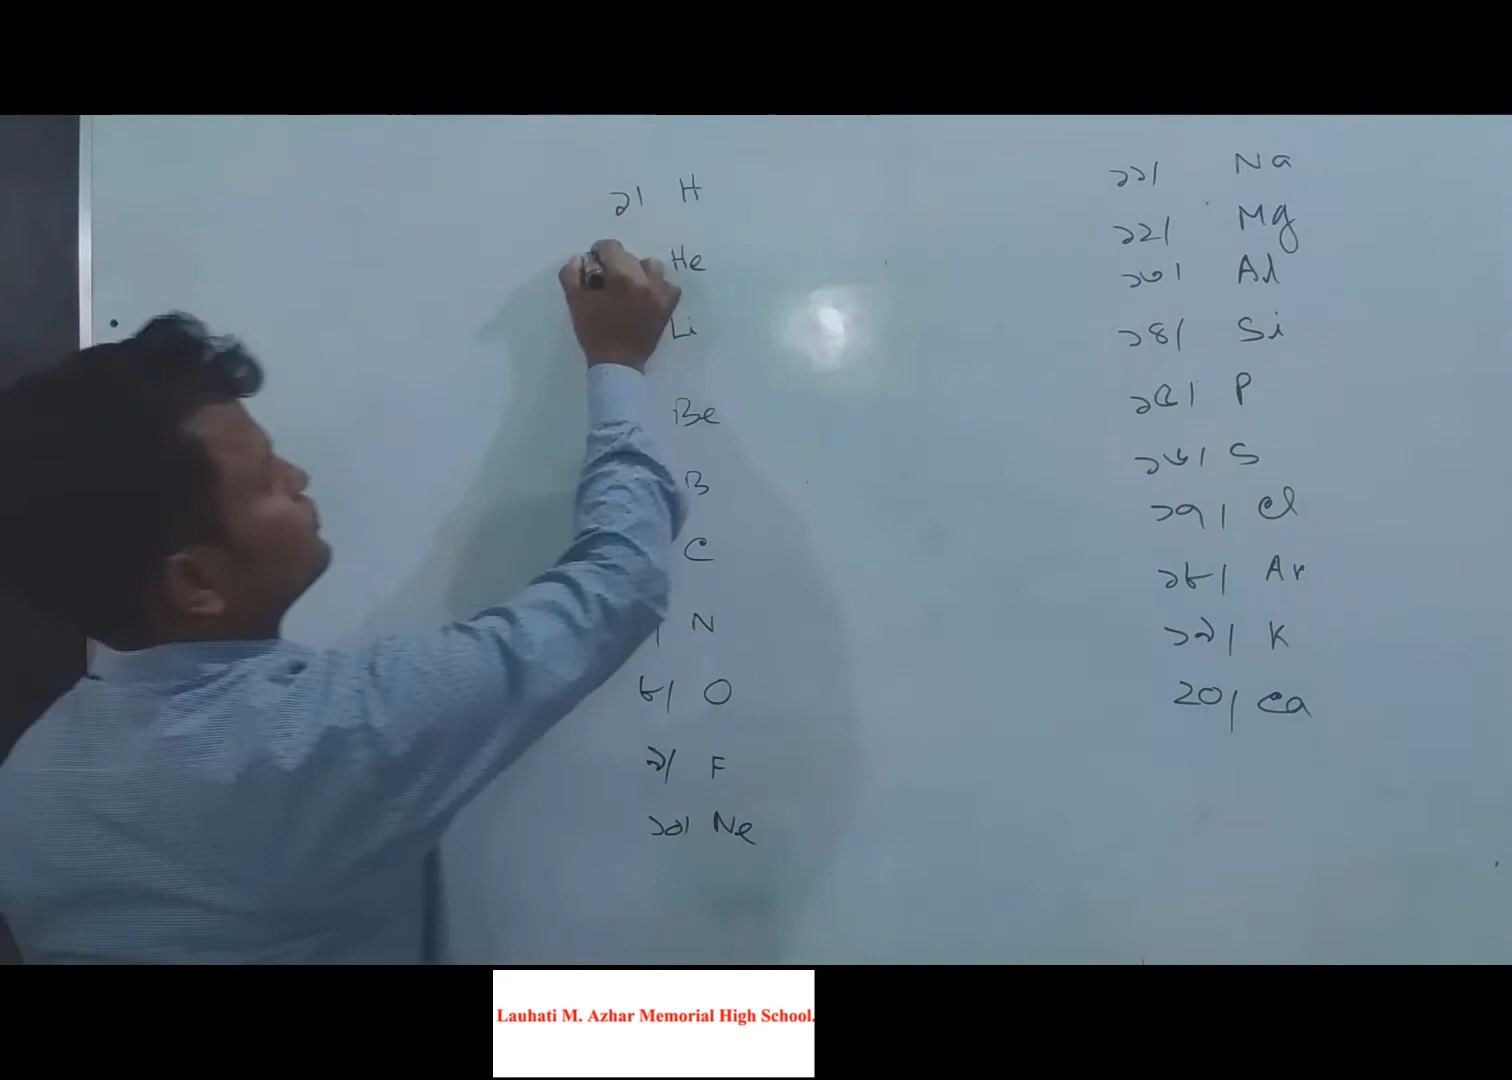 ১। H
He
Li
Be
B
C
। N
৮। O
৯। F
১০। Ne
১১। Na
১২। Mg
১৩। Al
১৪। Si
১৫। P
১৬। S
১৭। Cl
১৮। Ar
১৯। K
20। Ca
Lauhati M. Azhar Memorial High School.